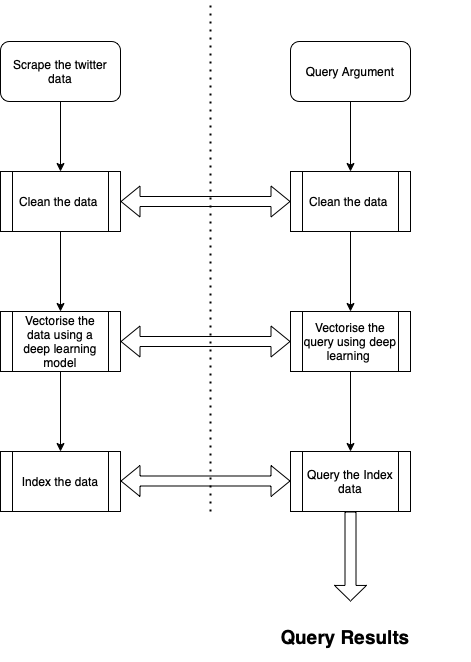 Scrape the twitter
data
Query Argument
Clean the data
Clean the data
Vectorise the
data using a
deep learning
model
Vectorise the
query using deep
learning
Index the data
Query the Index
data
Query Results